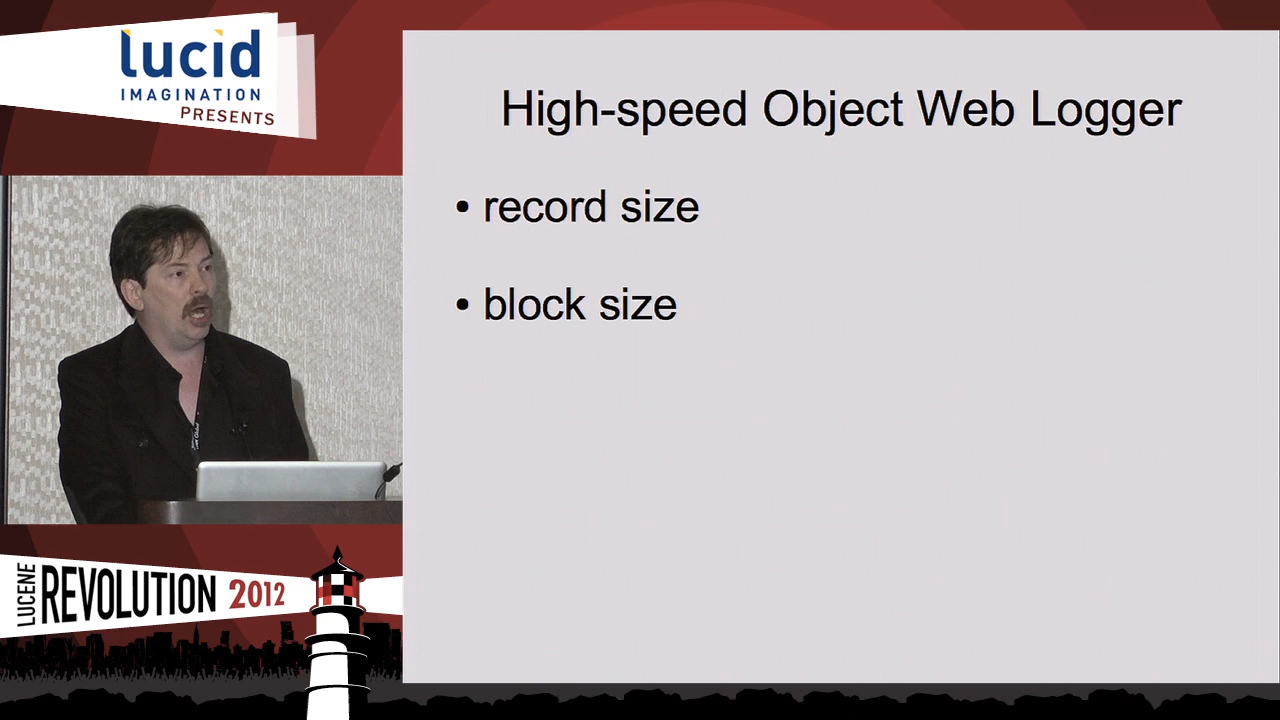 lucid
IMAGINATION
PRESENTS
High-speed Object Web Logger
• record size
• block size
LUCENE
REVOLUTION 2012